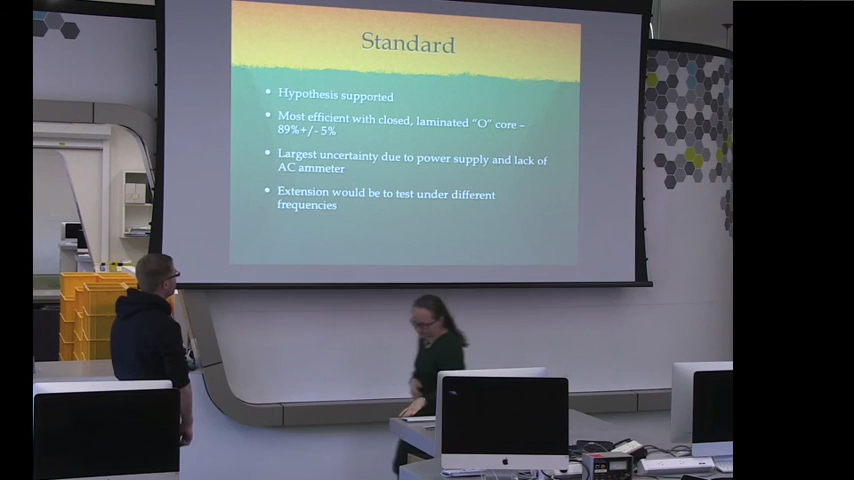 Standard
• Hypothesis supported
• Most efficient with closed, laminated “O” core –
89%+/- 5%
• Largest uncertainty due to power supply and lack of
AC ammeter
• Extension would be to test under different
frequencies